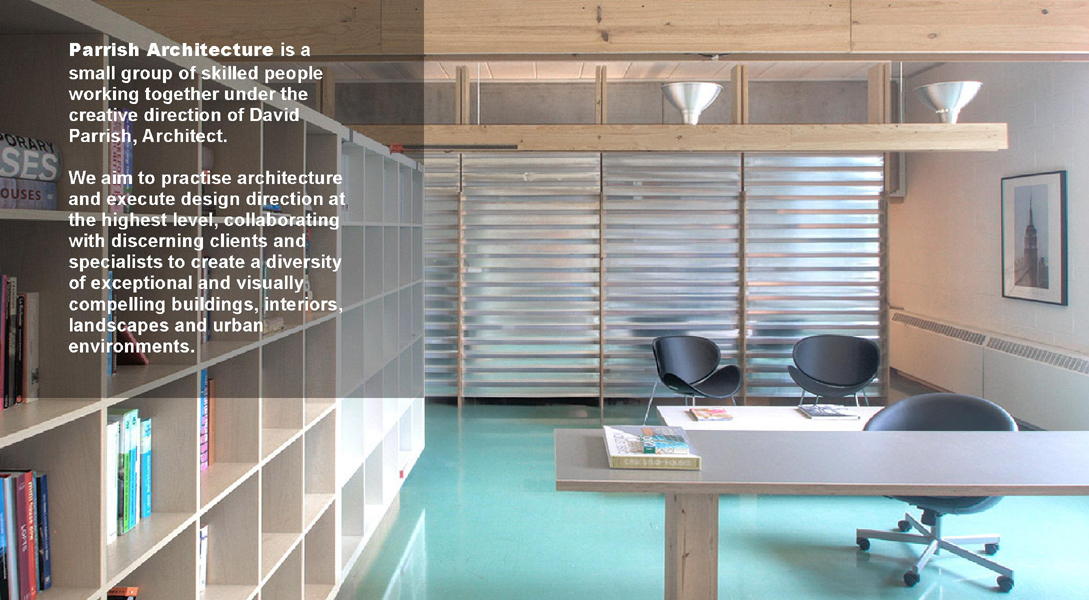 Parrish Architecture is a
small group of skilled people
working together under the
creative direction of David
Parrish, Architect.
We aim to practise architecture
and execute design direction at
the highest level, collaborating
with discerning clients and
specialists to create a diversity
of exceptional and visually
compelling buildings, interiors,
landscapes and urban
environments.
HOUSES
LOFTS